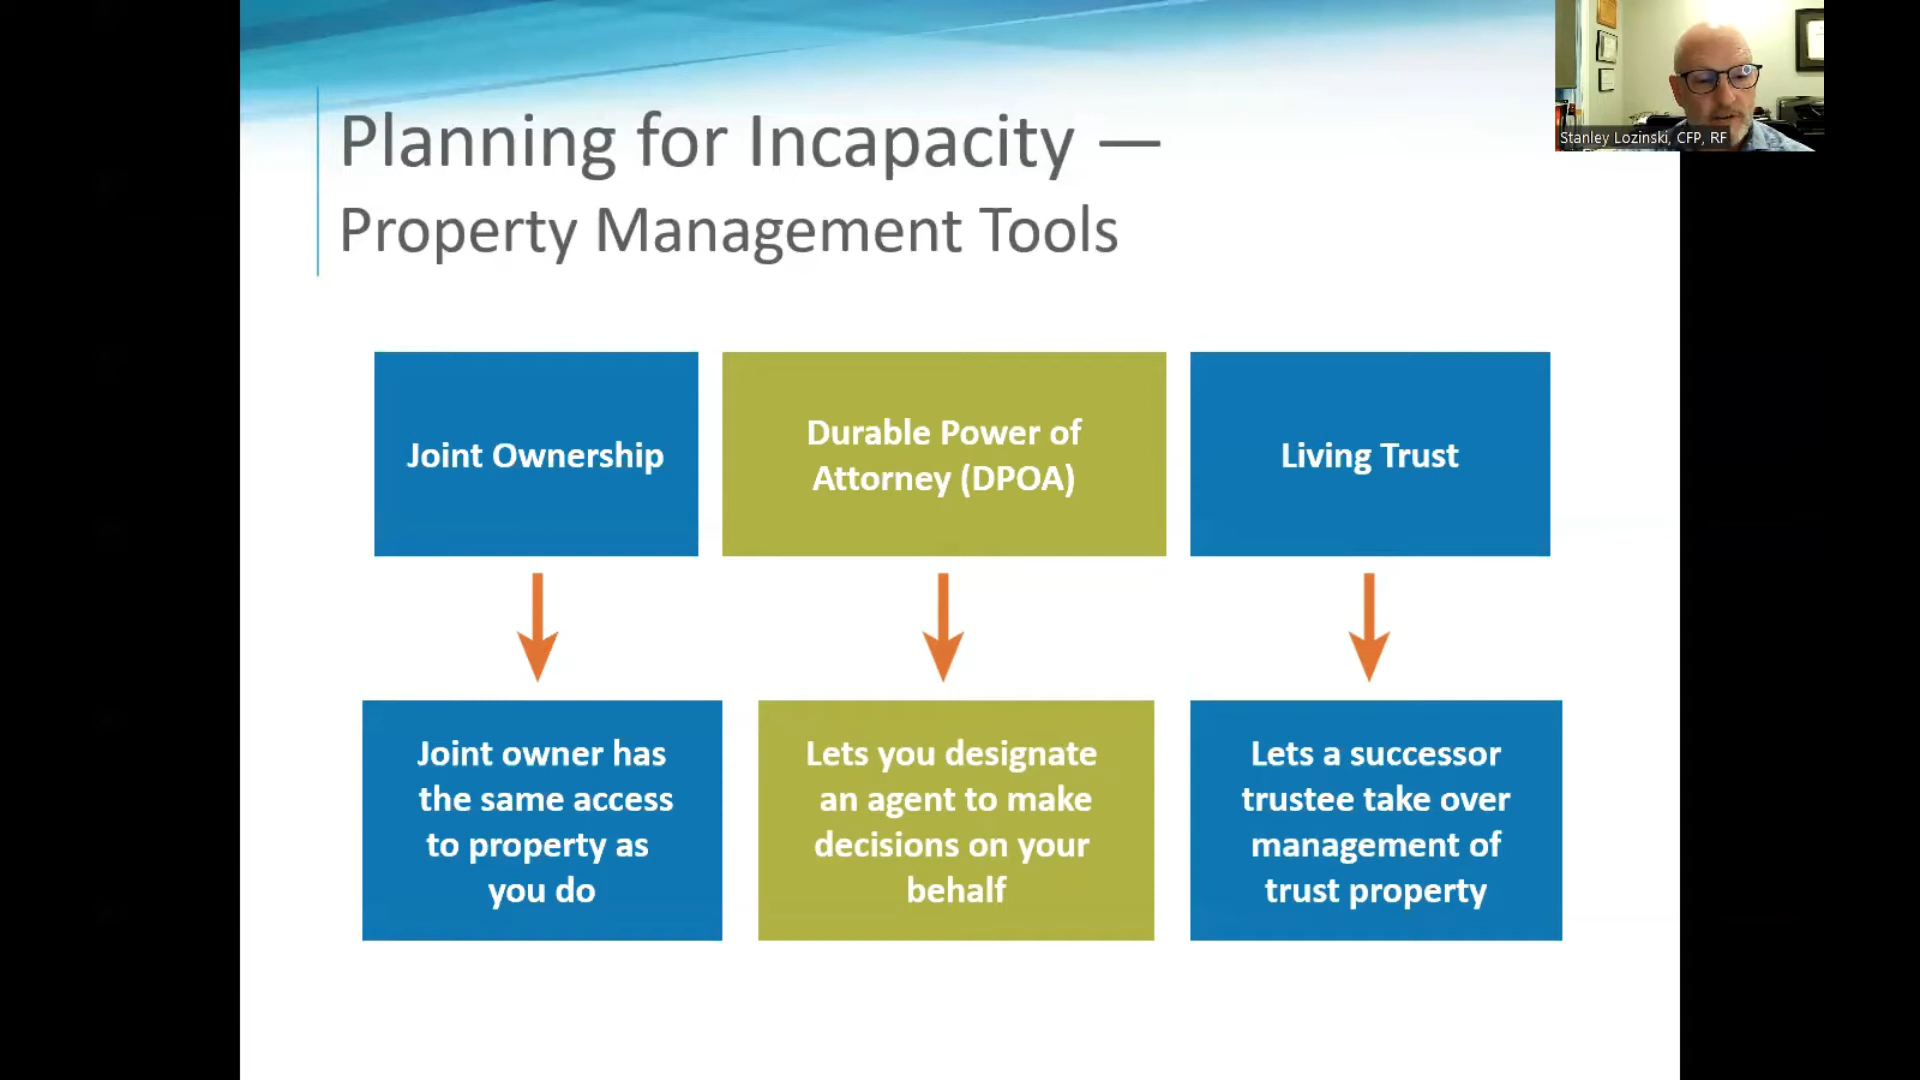 Planning for Incapacity —
Property Management Tools
Stanley Lozinski, CFP, RF
Joint Ownership
Durable Power of
Attorney (DPOA)
Living Trust
Joint owner has
the same access
to property as
you do
Lets you designate
an agent to make
decisions on your
behalf
Lets a successor
trustee take over
management of
trust property